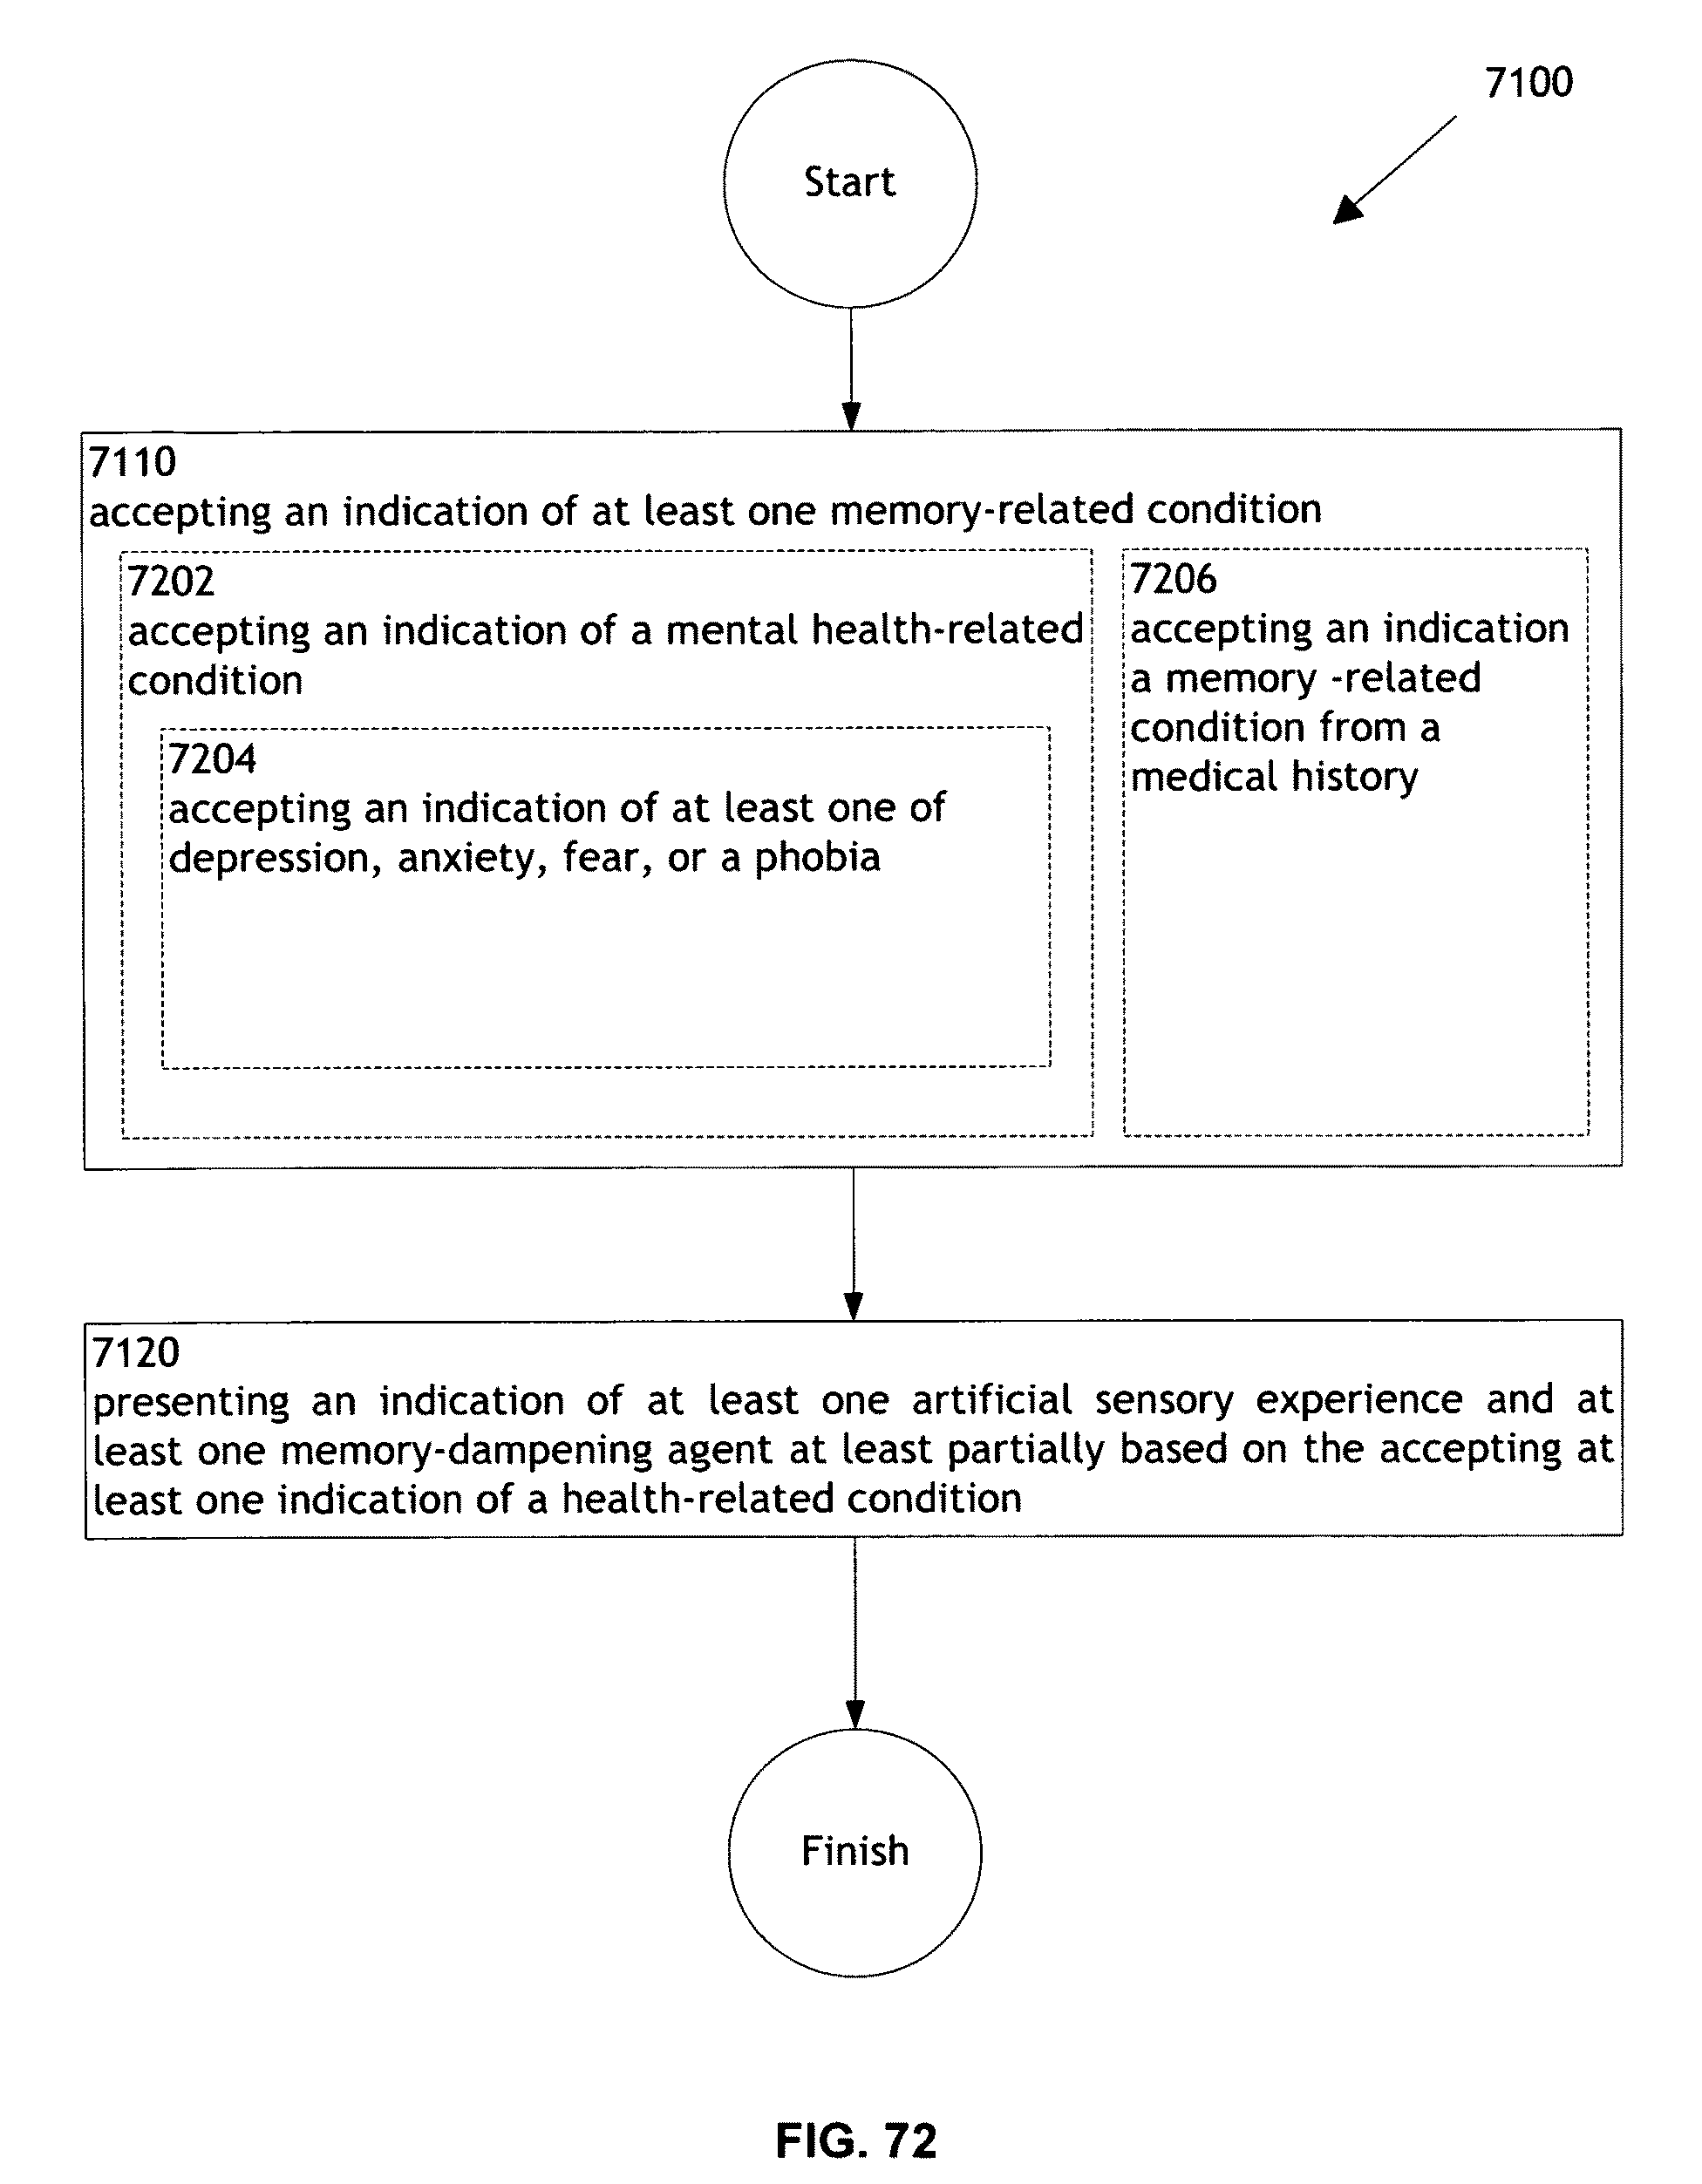 7100
Start
7110
accepting an indication of at least one memory-related condition
7202
accepting an indication of a mental health-related
condition
7204
accepting an indication of at least one of
depression, anxiety, fear, or a phobia
7206
accepting an indication
a memory -related
condition from a
medical history
7120
presenting an indication of at least one artificial sensory experience and at
least one memory-dampening agent at least partially based on the accepting at
least one indication of a health-related condition
Finish
FIG. 72